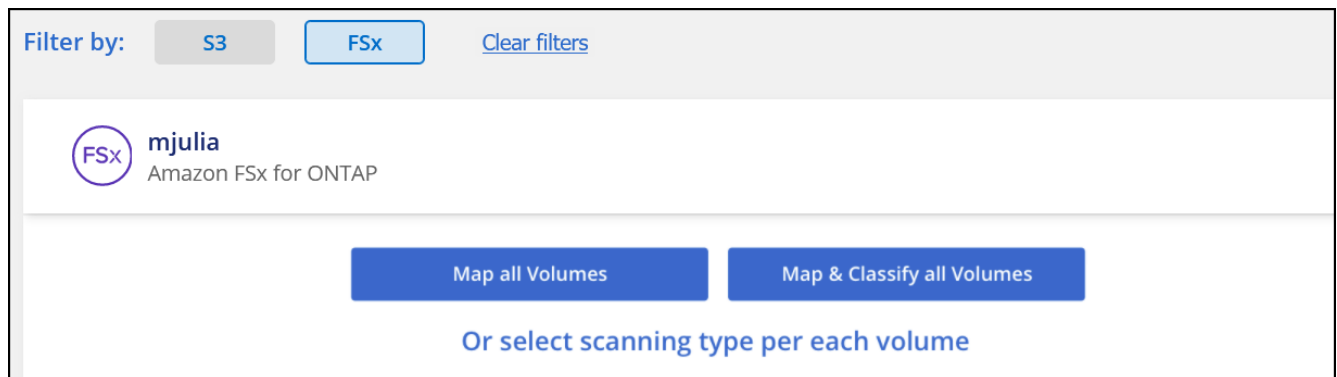 Filter by: S3 FSx Clear filters
FSx mjulia
Amazon FSx for ONTAP
Map all Volumes Map & Classify all Volumes
Or select scanning type per each volume